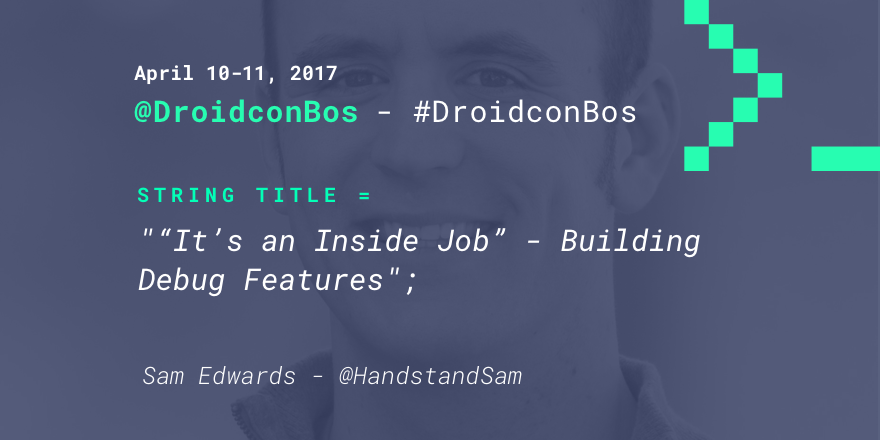 April 10-11, 2017
@DroidconBos - #DroidconBos
STRING TITLE =
"“It’s an Inside Job” - Building
Debug Features";
Sam Edwards - @HandstandSam